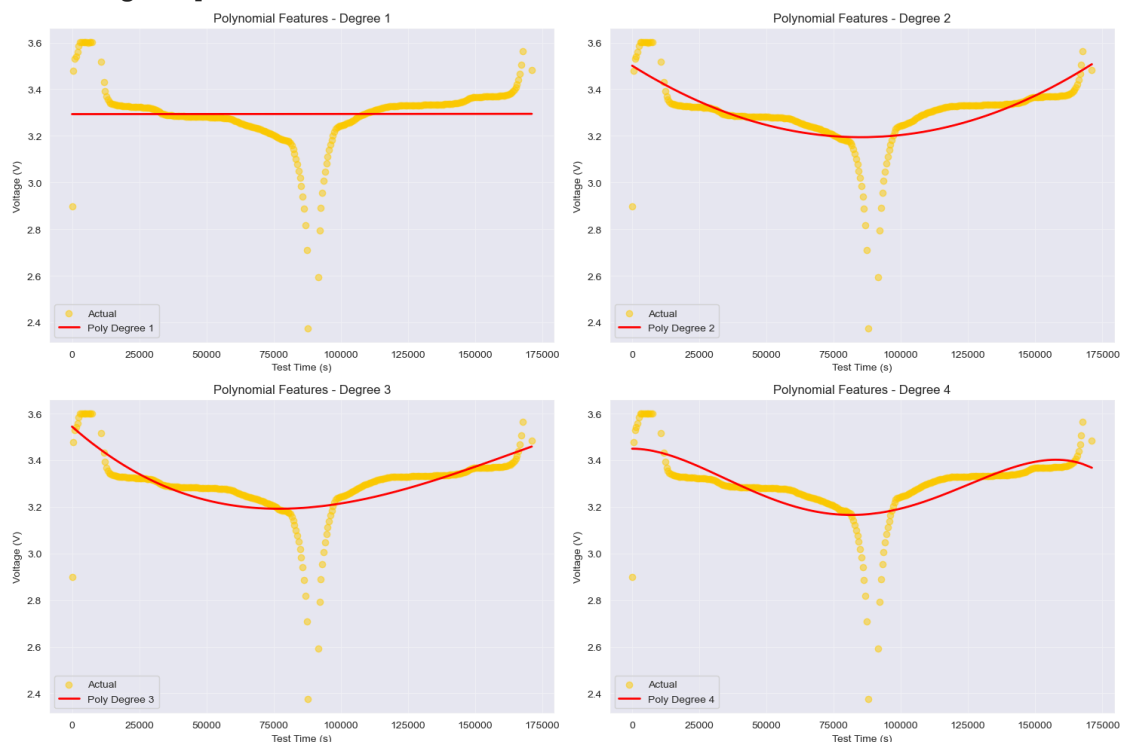 Polynomial Features - Degree 1
3.6
3.4
3.2
3.0
2.8
2.6
2.4
Voltage (V)
Actual
Poly Degree 1
0 25000 50000 75000 100000 125000 150000 175000
Test Time (s)
Polynomial Features - Degree 2
3.6
3.4
3.2
3.0
2.8
2.6
2.4
Voltage (V)
Actual
Poly Degree 2
0 25000 50000 75000 100000 125000 150000 175000
Test Time (s)
Polynomial Features - Degree 3
3.6
3.4
3.2
3.0
2.8
2.6
2.4
Voltage (V)
Actual
Poly Degree 3
0 25000 50000 75000 100000 125000 150000 175000
Test Time (s)
Polynomial Features - Degree 4
3.6
3.4
3.2
3.0
2.8
2.6
2.4
Voltage (V)
Actual
Poly Degree 4
0 25000 50000 75000 100000 125000 150000 175000
Test Time (s)